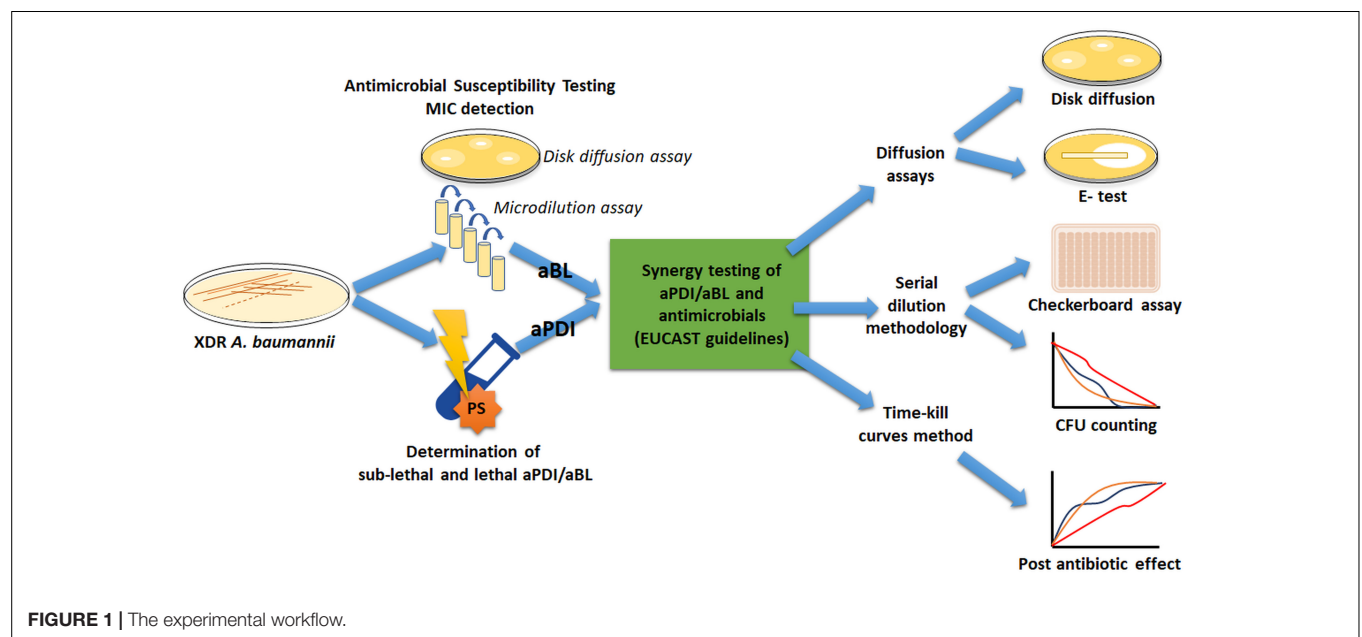 Antimicrobial Susceptibility Testing
MIC detection
Disk diffusion assay
Microdilution assay
XDR A. baumannii
aBL
aPDI
PS
Determination of
sub-lethal and lethal aPDI/aBL
Synergy testing of
aPDI/aBL and
antimicrobials
(EUCAST guidelines)
Diffusion
assays
Disk diffusion
E- test
Serial
dilution
methodology
Checkerboard assay
CFU counting
Time-kill
curves method
Post antibiotic effect
FIGURE 1 | The experimental workflow.